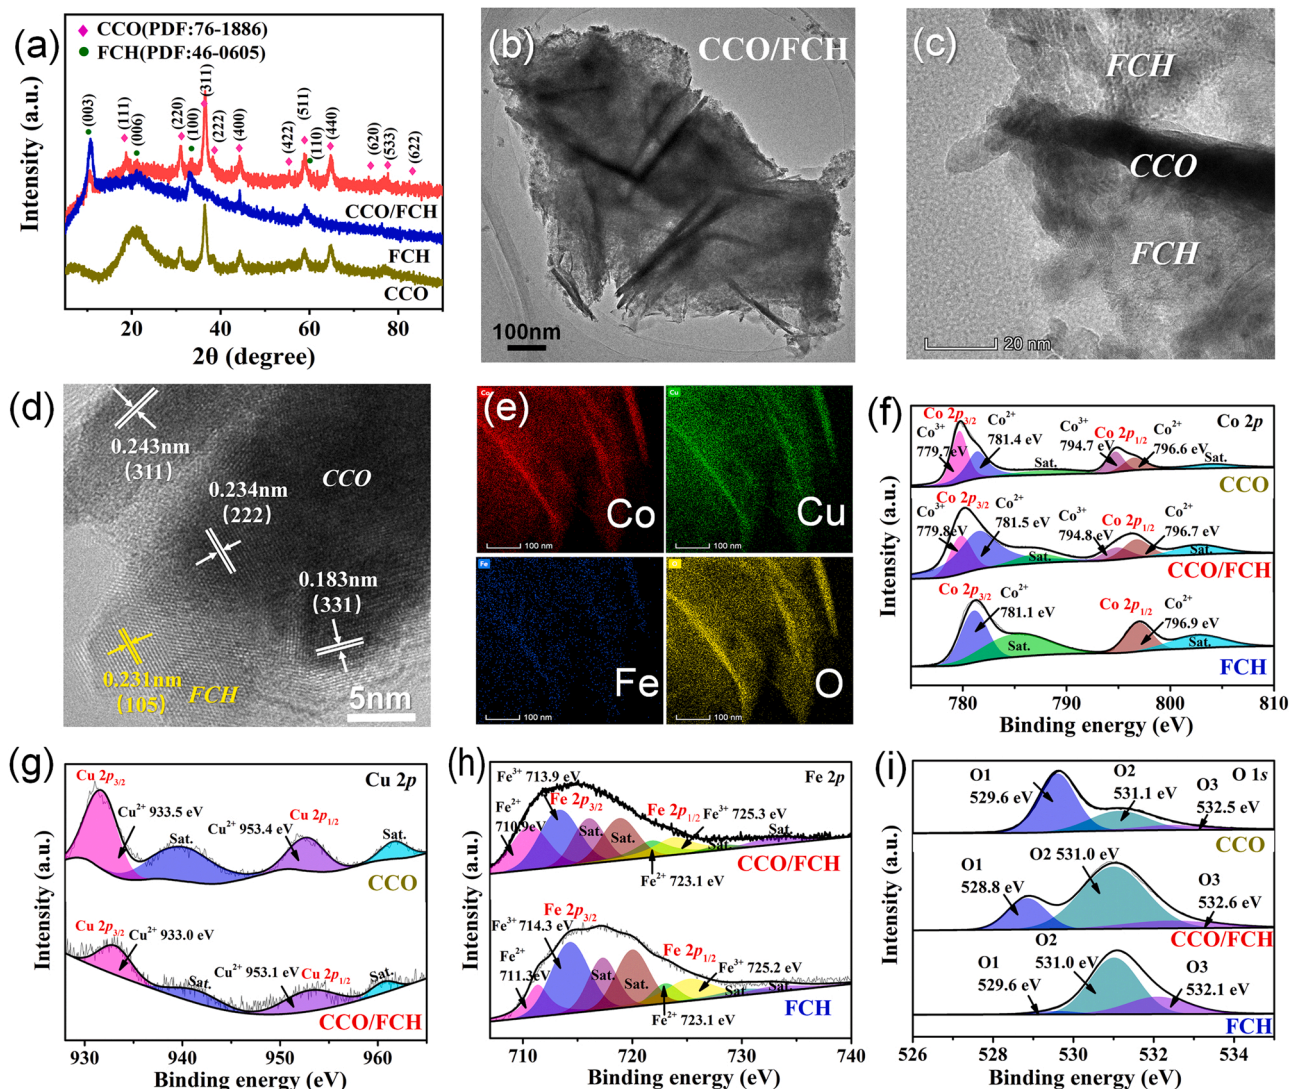 (a)
CCO(PDF:76-1886)
FCH(PDF:46-0605)
(003)
(111)
(006)
(220)
(100)
(311)
(222)
(400)
(422)
(511)
(110)
(440)
(620)
(533)
(622)
CCO/FCH
FCH
CCO
Intensity (a.u.)
20 40 60 80
2θ (degree)
(b)
CCO/FCH
100nm
(c)
FCH
CCO
FCH
20 nm
(d)
0.243nm
(311)
CCO
0.234nm
(222)
0.183nm
(331)
0.231nm
(105)
FCH
5nm
(e)
Co
100 nm
Cu
Cu
100 nm
Fe
Fe
100 nm
O
100 nm
(f)
Co 2p
Co 2p3/2
Co3+
779.7eV
Co2+
781.4 eV
Co3+
794.7 eV
Co 2p1/2
Co2+
796.6 eV
Sat.
CCO
Co 2p3/2
Co3+
779.8eV
Co2+
781.5 eV
Sat.
Co3+
794.8 eV
Co 2p1/2
Co2+
796.7 eV
Sat.
CCO/FCH
Co 2p3/2
Co2+
781.1 eV
Sat.
Co 2p1/2
Co2+
796.9 eV
Sat.
FCH
Intensity (a.u.)
780 790 800 810
Binding energy (eV)
(g)
Cu 2p
Cu 2p3/2
Cu2+ 933.5 eV
Sat.
Cu2+ 953.4 eV
Cu 2p1/2
Sat.
CCO
Cu 2p3/2
Cu2+ 933.0 eV
Sat.
Cu2+ 953.1 eV
Cu 2p1/2
Sat.
CCO/FCH
Intensity (a.u.)
930 940 950 960
Binding energy (eV)
(h)
Fe 2p
Fe3+ 713.9 eV
Fe2+
710.9eV
Fe 2p3/2
Sat.
Sat.
Fe 2p1/2
Fe3+ 725.3 eV
Fe2+ 723.1 eV
Sat.
Sat.
CCO/FCH
Fe 2p3/2
Fe3+ 714.3eV
Fe2+
711.3eV
Sat.
Sat.
Fe 2p1/2
Fe3+ 725.2 eV
Fe2+ 723.1 eV
Sat.
Sat.
FCH
Intensity (a.u.)
710 720 730 740
Binding energy (eV)
(i)
O 1s
O1
529.6 eV
O2
531.1 eV
O3
532.5 eV
CCO
O1
528.8 eV
O2 531.0 eV
O3
532.6 eV
CCO/FCH
O1
529.6 eV
O2
531.0 eV
O3
532.1 eV
FCH
Intensity (a.u.)
526 528 530 532 534
Binding energy (eV)